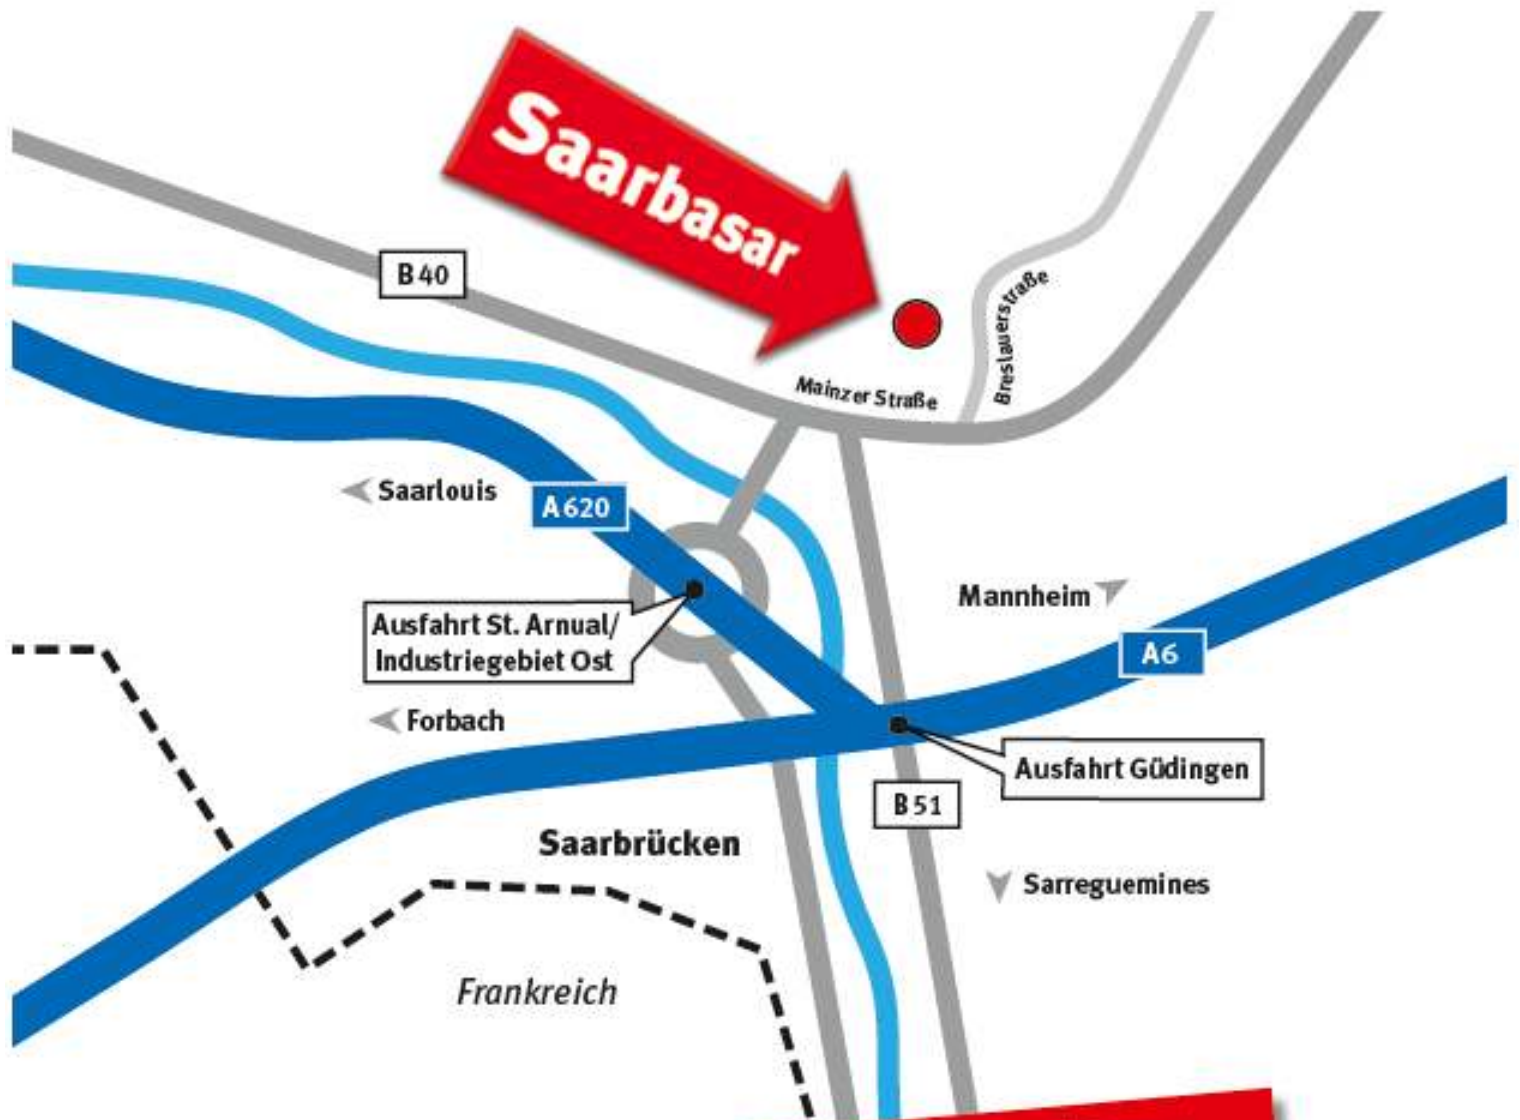 Saarbasar
B 40
Breslauerstraße
Mainzer Straße
Saarlouis
A 620
Mannheim
Ausfahrt St. Arnual/
Industriegebiet Ost
A6
Forbach
Ausfahrt Güdingen
B 51
Saarbrücken
Sarreguemines
Frankreich